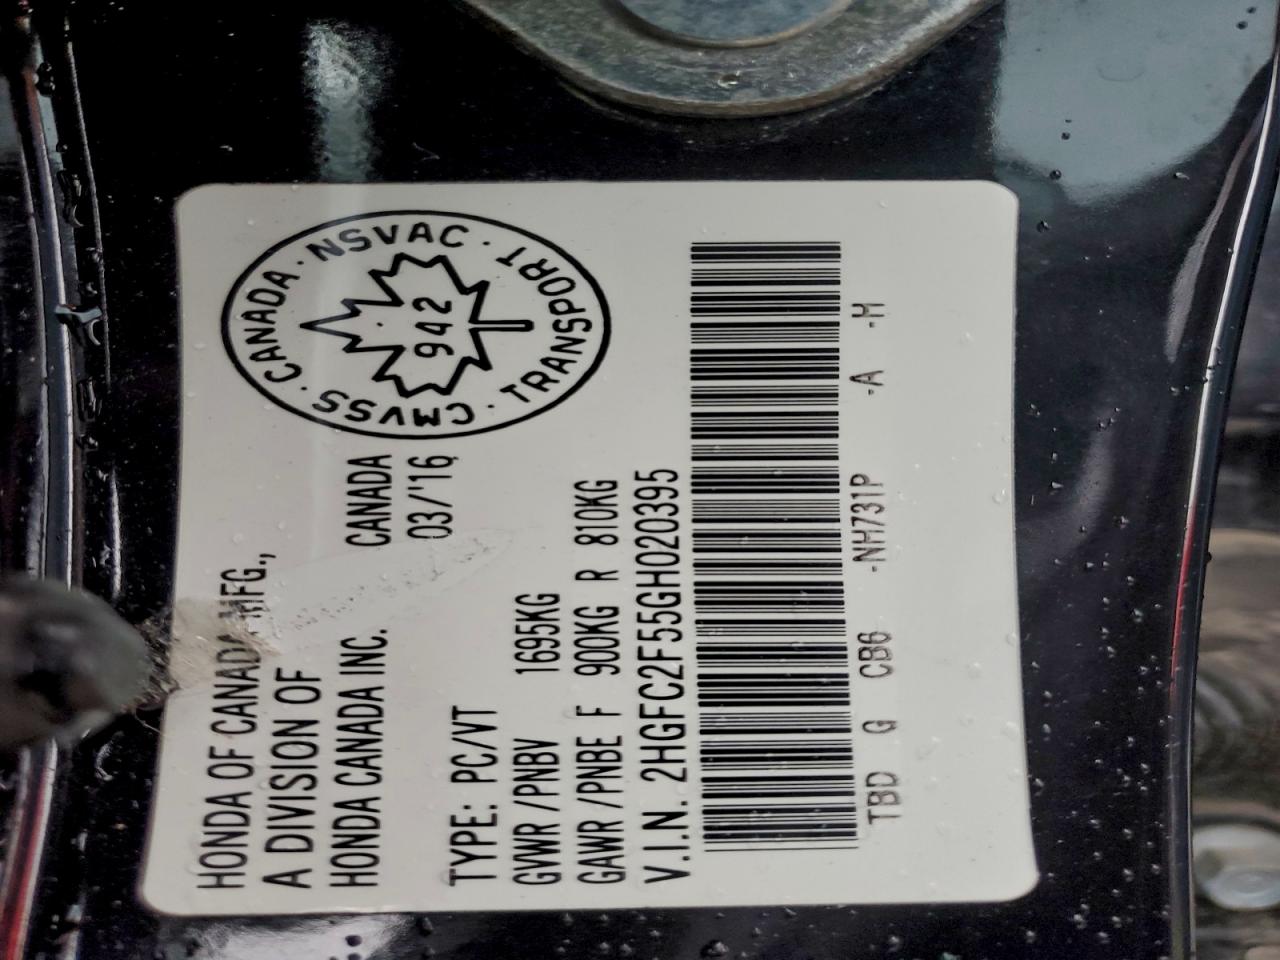 HONDA OF CANADA MFG.,
A DIVISION OF
HONDA CANADA INC. CANADA
03/'16
TYPE: PC/VT
GVWR /PNBV 1695KG
GAWR /PNBE F 900KG R 810KG
V.I.N. 2HGFC2F55GH020395
TBD G CB6 -NH731P -A -H
CMVSS · CANADA · NSVAC · TRANSPORT ·
942